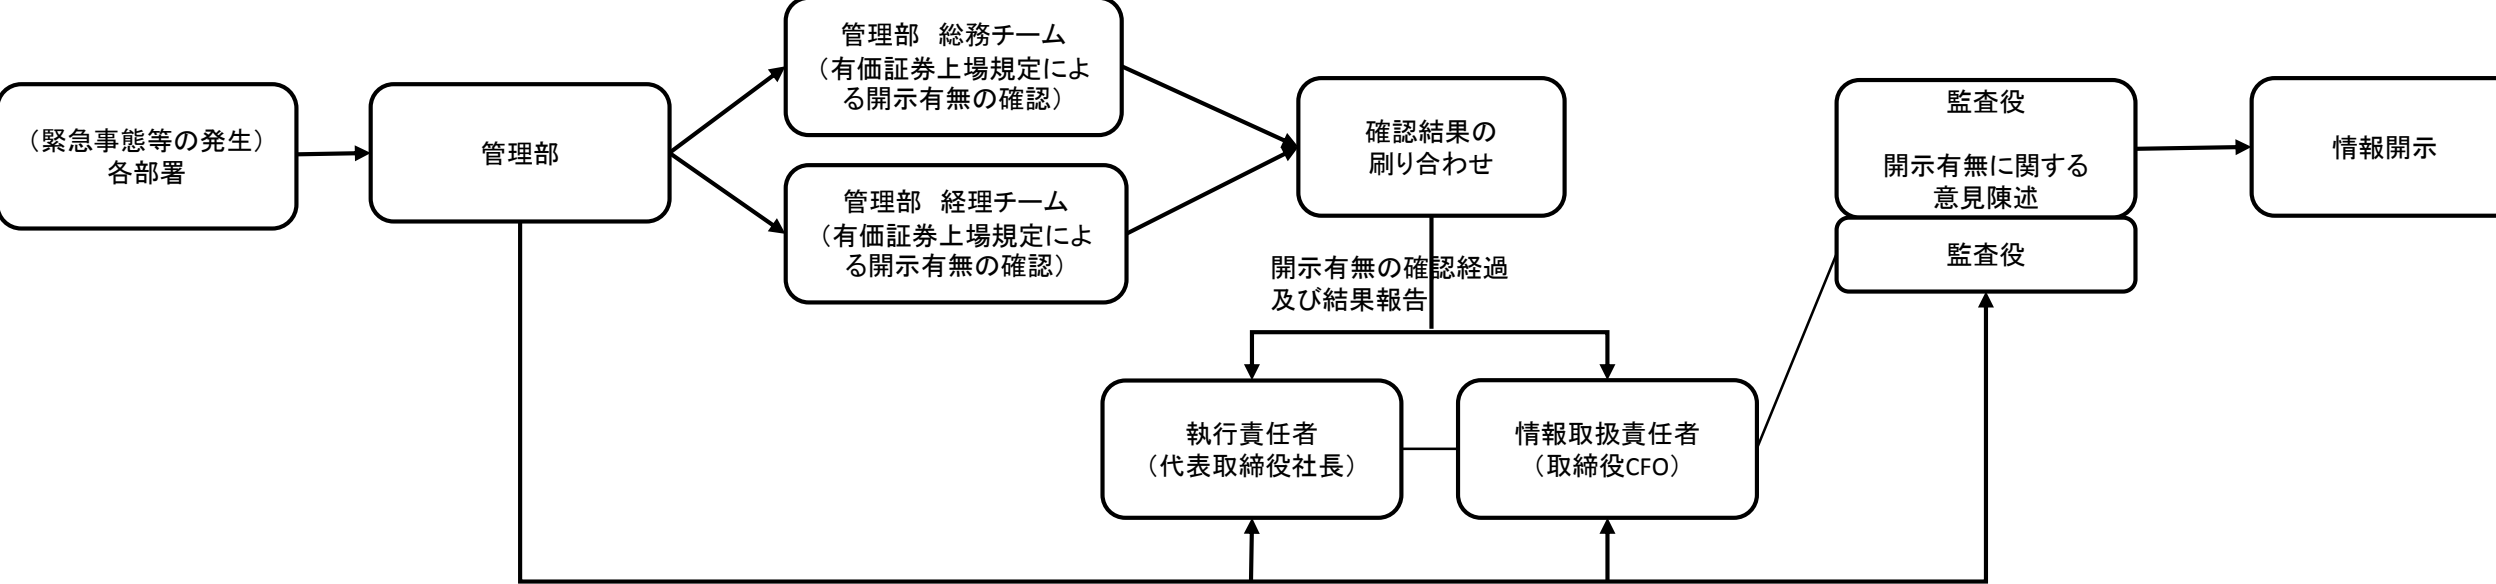 （緊急事態等の発生）
各部署
管理部
管理部　総務チーム
（有価証券上場規定によ
る開示有無の確認）
管理部　経理チーム
（有価証券上場規定によ
る開示有無の確認）
確認結果の
刷り合わせ
開示有無の確認経過
及び結果報告
執行責任者
（代表取締役社長）
情報取扱責任者
（取締役CFO）
監査役
開示有無に関する
意見陳述
監査役
情報開示